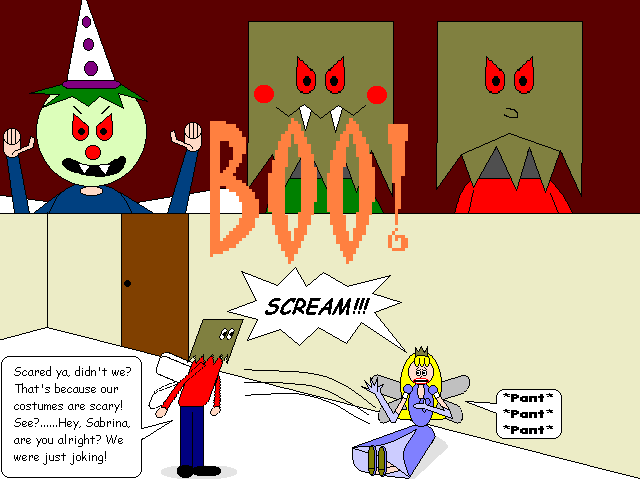 BOO!
SCREAM!!!
Scared ya, didn't we?
That's because our
costumes are scary!
See?......Hey, Sabrina,
are you alright? We
were just joking!
*Pant*
*Pant*
*Pant*